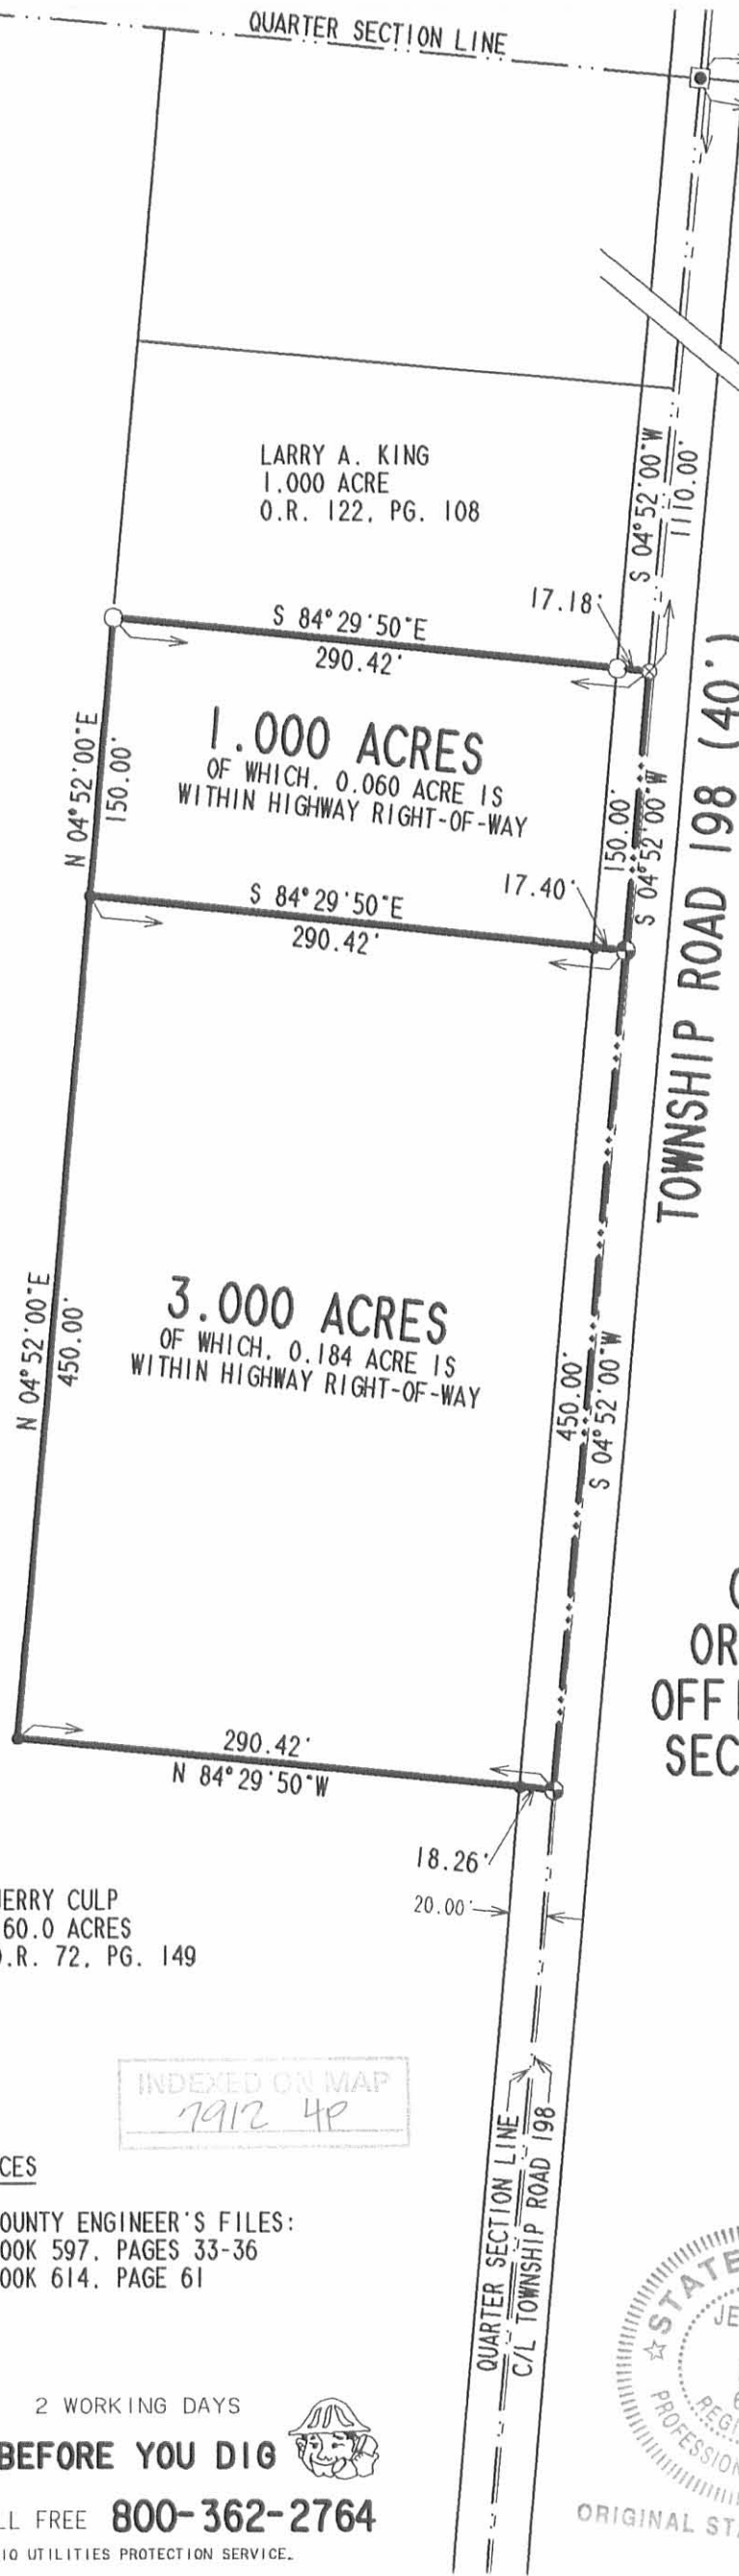 QUARTER SECTION LINE
LARRY A. KING
1.000 ACRE
O.R. 122, PG. 108
S 04°52'00"W
1110.00'
17.18'
S 84°29'50"E
290.42'
1.000 ACRES
OF WHICH, 0.060 ACRE IS
WITHIN HIGHWAY RIGHT-OF-WAY
N 04°52'00"E
150.00'
150.00'
S 04°52'00"W
TOWNSHIP ROAD 198 (40')
S 84°29'50"E
290.42'
17.40'
3.000 ACRES
OF WHICH, 0.184 ACRE IS
WITHIN HIGHWAY RIGHT-OF-WAY
N 04°52'00"E
450.00'
450.00'
S 04°52'00"W
OR
OFF
SEC
290.42'
N 84°29'50"W
18.26'
20.00'
ERRY CULP
60.0 ACRES
.R. 72, PG. 149
INDEXED ON MAP
7912 4P
CES
OUNTY ENGINEER'S FILES:
OOK 597, PAGES 33-36
OOK 614, PAGE 61
QUARTER SECTION LINE
C/L TOWNSHIP ROAD 198
STATE
JE
REGI
PROFESSION
ORIGINAL ST
2 WORKING DAYS
BEFORE YOU DIG
LL FREE 800-362-2764
IO UTILITIES PROTECTION SERVICE.